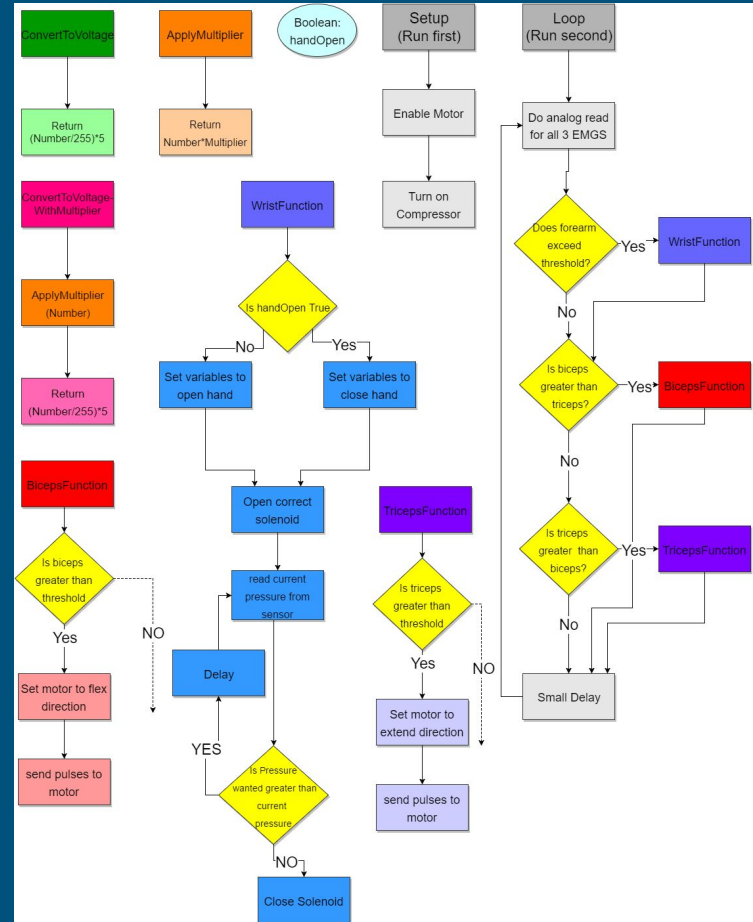 ConvertToVoltage
Return
(Number/255)*5
ApplyMultiplier
Return
Number*Multiplier
Boolean:
handOpen
Setup
(Run first)
Enable Motor
Turn on
Compressor
Loop
(Run second)
Do analog read
for all 3 EMGS
Does forearm
exceed
threshold?
Yes
WristFunction
No
Is biceps
greater than
triceps?
Yes
BicepsFunction
No
Is triceps
greater than
biceps?
Yes
TricepsFunction
No
Small Delay
ConvertToVoltage-
WithMultiplier
ApplyMultiplier
(Number)
Return
(Number/255)*5
WristFunction
Is handOpen True
No
Yes
Set variables to
open hand
Set variables to
close hand
Open correct
solenoid
read current
pressure from
sensor
Delay
YES
Is Pressure
wanted greater than
current
pressure
NO
Close Solenoid
BicepsFunction
Is biceps
greater than
threshold
NO
Yes
Set motor to flex
direction
send pulses to
motor
TricepsFunction
Is triceps
greater than
threshold
NO
Yes
Set motor to
extend direction
send pulses to
motor